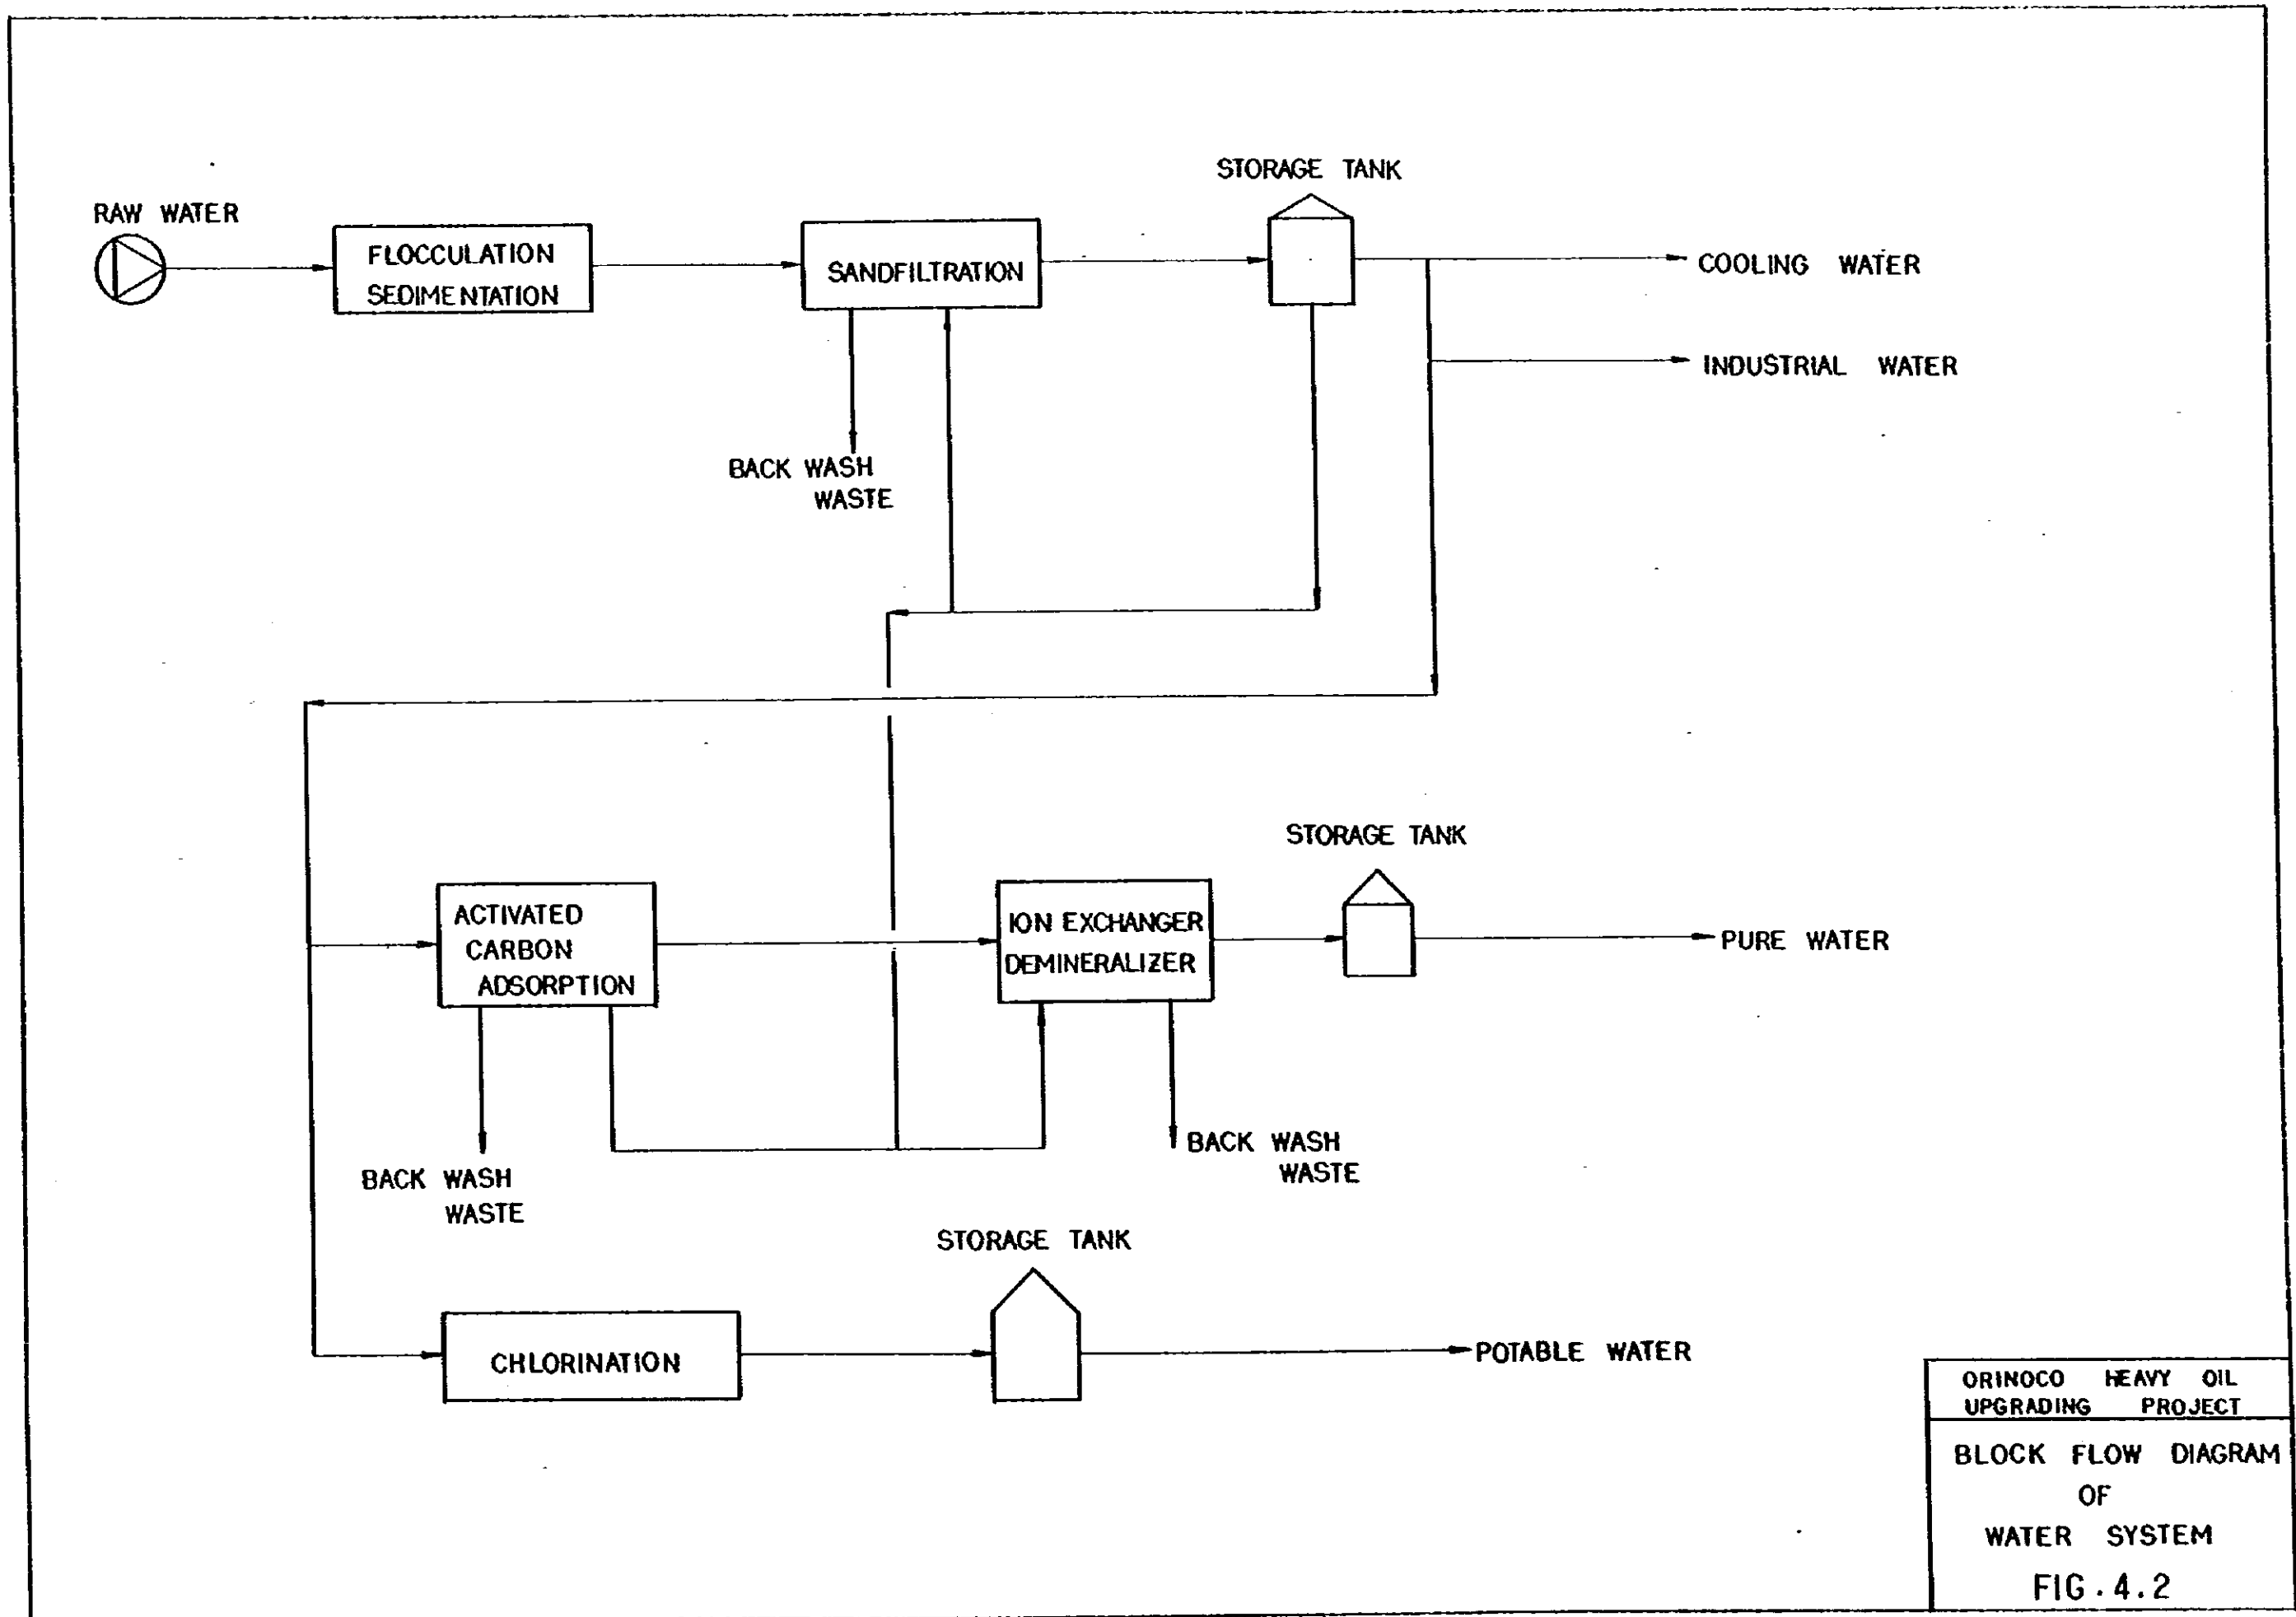 STORAGE TANK
RAW WATER
FLOCCULATION
SEDIMENTATION
SANDFILTRATION
COOLING WATER
INDUSTRIAL WATER
BACK WASH
WASTE
STORAGE TANK
ACTIVATED
CARBON
ADSORPTION
ION EXCHANGER
DEMINERALIZER
PURE WATER
BACK WASH
WASTE
BACK WASH
WASTE
STORAGE TANK
CHLORINATION
POTABLE WATER
ORINOCO HEAVY OIL
UPGRADING PROJECT
BLOCK FLOW DIAGRAM
OF
WATER SYSTEM
FIG. 4.2